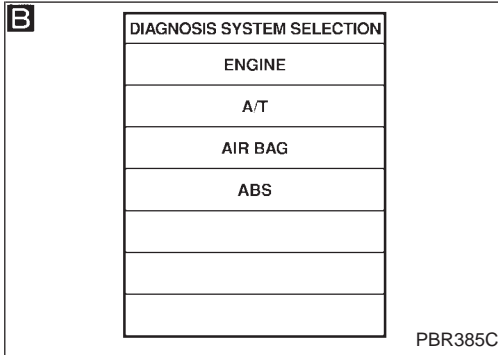 B
DIAGNOSIS SYSTEM SELECTION
ENGINE
A/T
AIR BAG
ABS
PBR385C